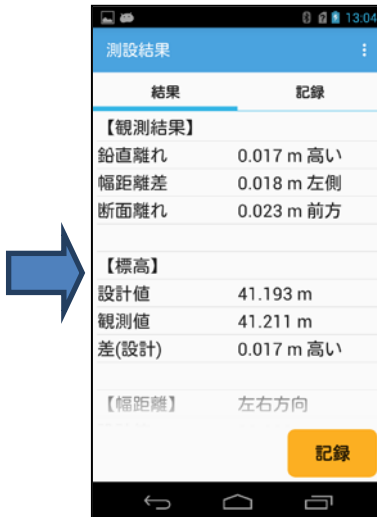 13:04
測設結果
結果 記録
【観測結果】
鉛直離れ 0.017 m 高い
幅距離差 0.018 m 左側
断面離れ 0.023 m 前方
【標高】
設計値 41.193 m
観測値 41.211 m
差(設計) 0.017 m 高い
【幅距離】 左右方向
記録